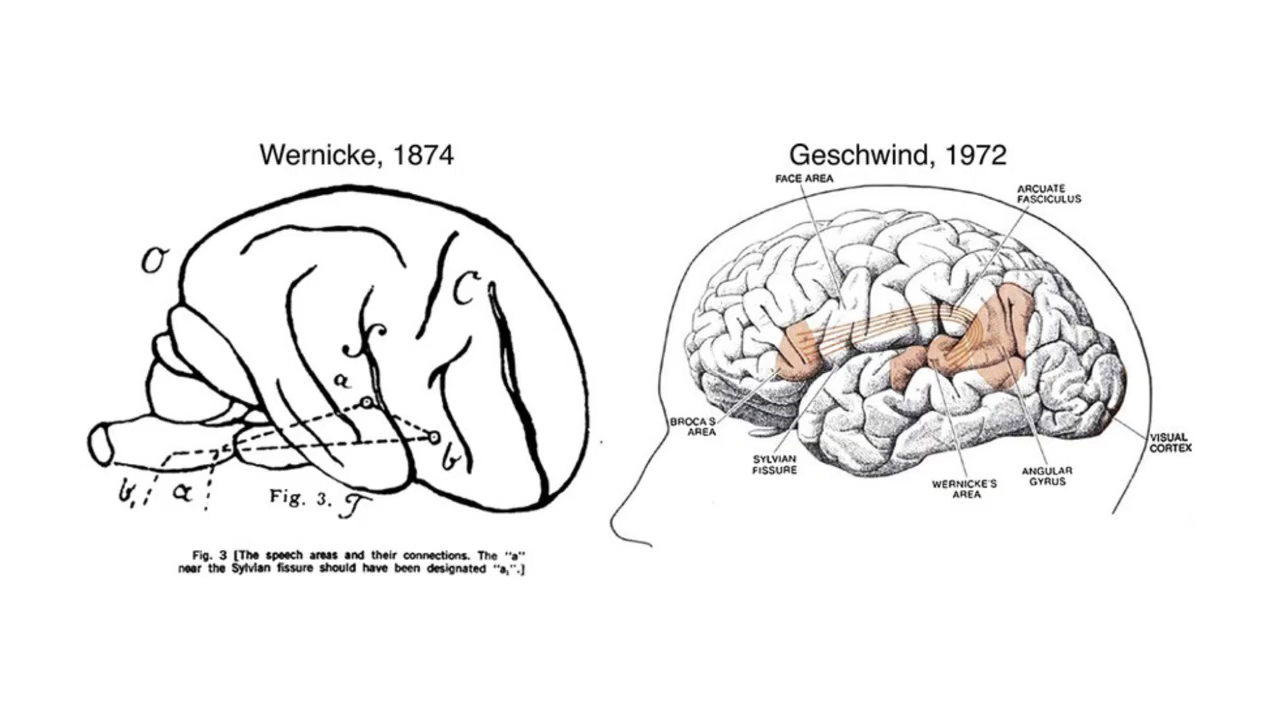 Wernicke, 1874
O
C
f
a
b
b, a
Fig. 3.
T
Fig. 3 [The speech areas and their connections. The "a"
near the Sylvian fissure should have been designated "a₁".]
Geschwind, 1972
FACE AREA
ARCUATE
FASCICULUS
BROCA'S
AREA
SYLVIAN
FISSURE
WERNICKE'S
AREA
ANGULAR
GYRUS
VISUAL
CORTEX